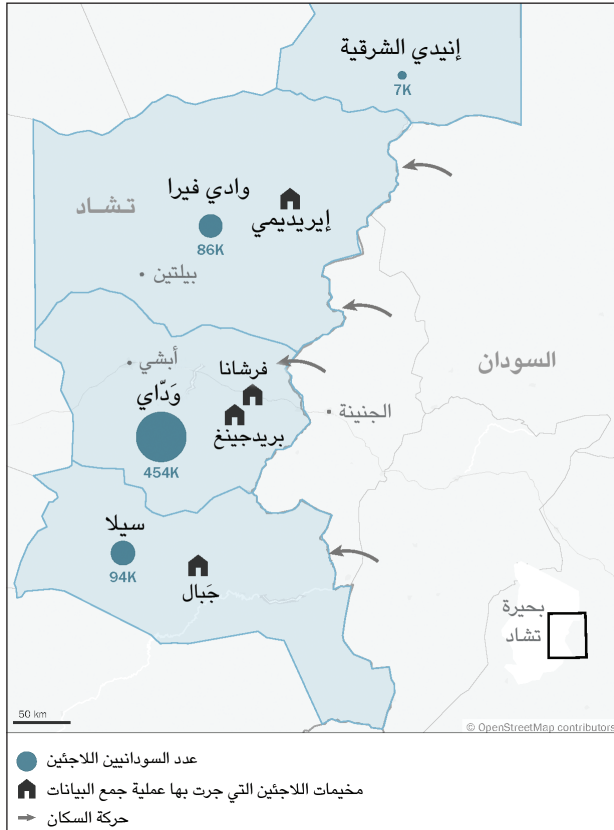 إنيدي الشرقية
7K
وادي فيرا
إيريديمي
تـشــاد
86K
بيلتين
السودان
أبشي
فرشانا
وَدّاي
الجنينة
بريدجينغ
454K
سيلا
94K
جَبال
بحيرة
تشاد
50 km
© OpenStreetMap contributors
عدد السودانيين اللاجئين
مخيمات اللاجئين التي جرت بها عملية جمع البيانات
حركة السكان